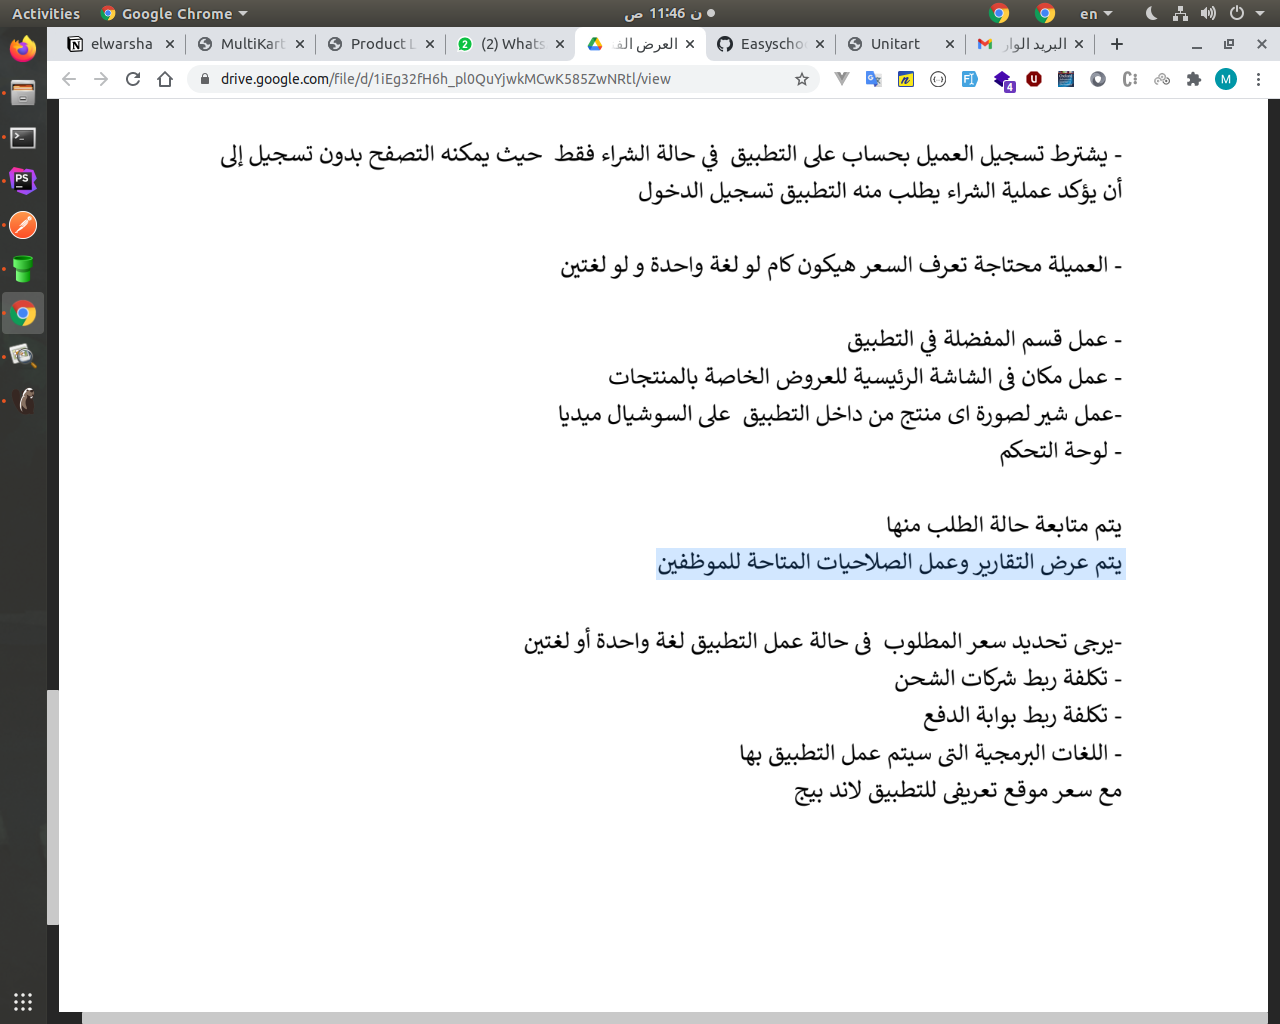 Activities
Google Chrome
ن 11:46 ص
en
elwarsha
MultiKart
Product L
(2) Whats
العرض الف
Easyschoo
Unitart
البريد الوار
drive.google.com/file/d/1iEg32fH6h_pl0QuYjwkMCwK585ZwNRtl/view
4
M
- يشترط تسجيل العميل بحساب على التطبيق في حالة الشراء فقط حيث يمكنه التصفح بدون تسجيل إلى
أن يؤكد عملية الشراء يطلب منه التطبيق تسجيل الدخول
- العميلة محتاجة تعرف السعر هيكون كام لو لغة واحدة و لو لغتين
- عمل قسم المفضلة في التطبيق
- عمل مكان فى الشاشة الرئيسية للعروض الخاصة بالمنتجات
-عمل شير لصورة اى منتج من داخل التطبيق على السوشيال ميديا
- لوحة التحكم
يتم متابعة حالة الطلب منها
يتم عرض التقارير وعمل الصلاحيات المتاحة للموظفين
-يرجى تحديد سعر المطلوب فى حالة عمل التطبيق لغة واحدة أو لغتين
- تكلفة ربط شركات الشحن
- تكلفة ربط بوابة الدفع
- اللغات البرمجية التى سيتم عمل التطبيق بها
مع سعر موقع تعريفى للتطبيق لاند بيج